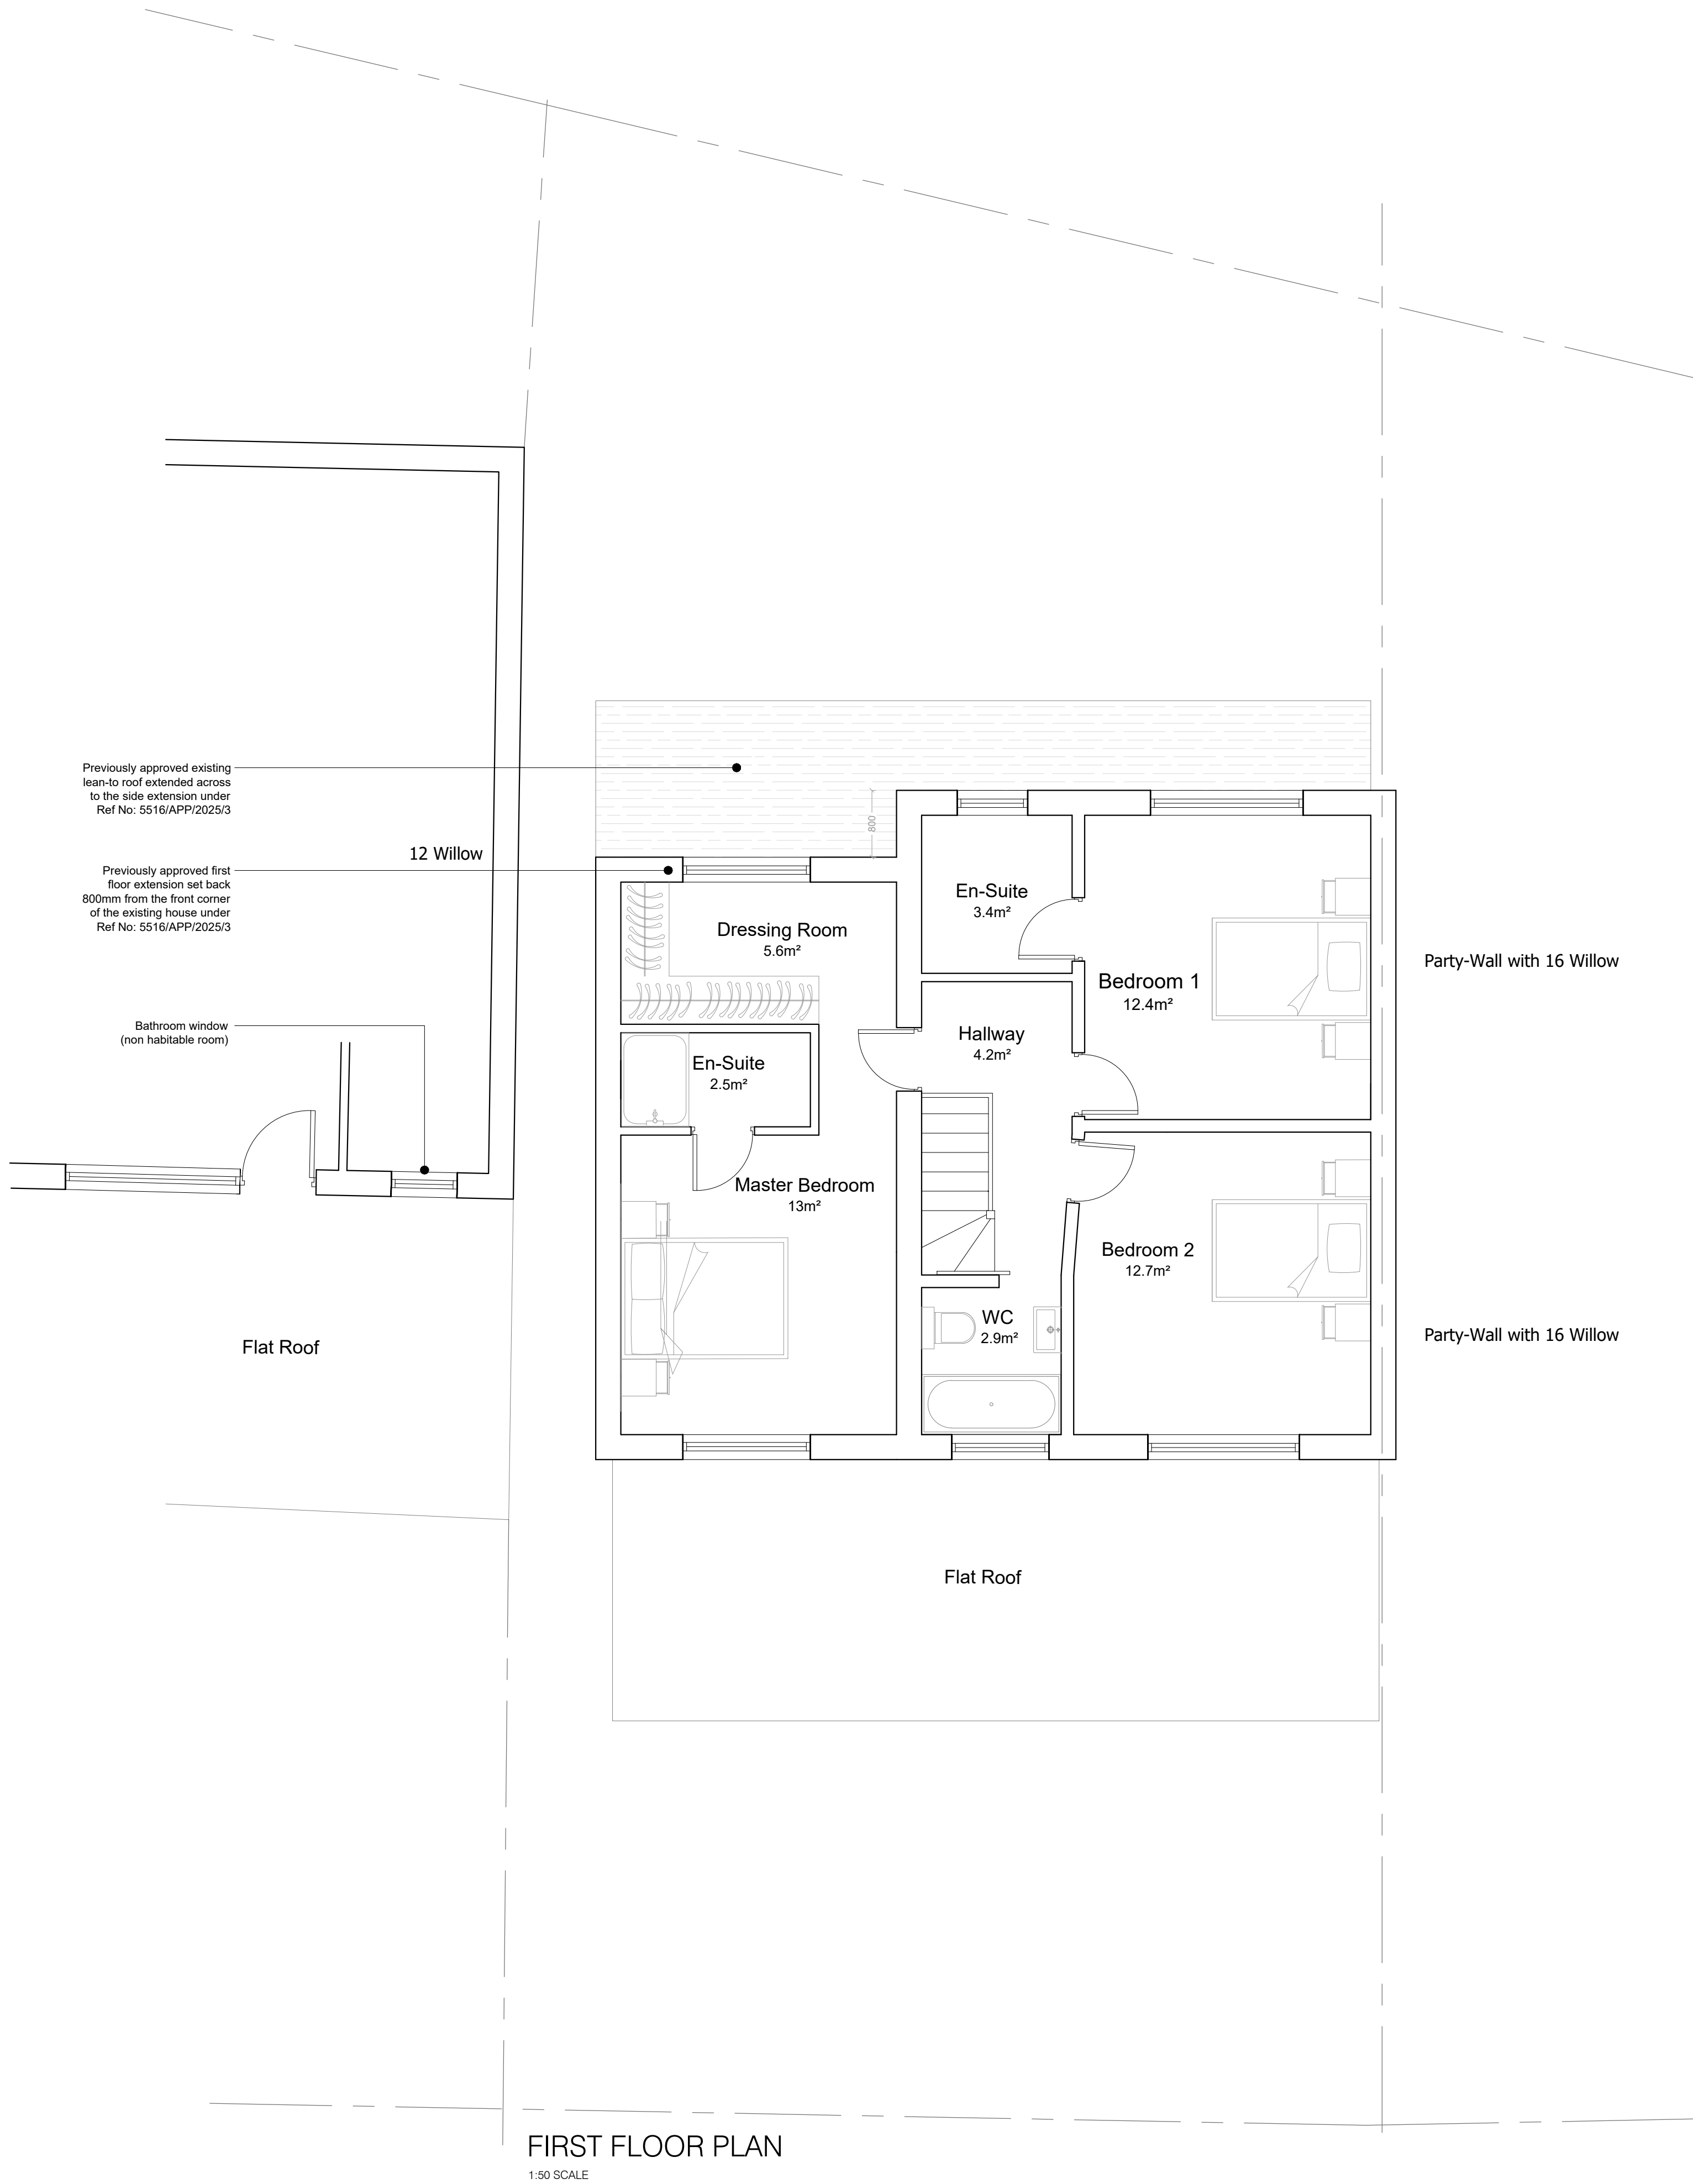 Previously approved existing
lean-to roof extended across
to the side extension under
Ref No: 5516/APP/2025/3
800
12 Willow
Previously approved first
floor extension set back
800mm from the front corner
of the existing house under
Ref No: 5516/APP/2025/3
En-Suite
3.4m²
Dressing Room
5.6m²
Party-Wall with 16 Willow
Bedroom 1
12.4m²
Bathroom window
(non habitable room)
Hallway
4.2m²
En-Suite
2.5m²
Master Bedroom
13m²
Bedroom 2
12.7m²
WC
2.9m²
Party-Wall with 16 Willow
Flat Roof
Flat Roof
FIRST FLOOR PLAN
1:50 SCALE